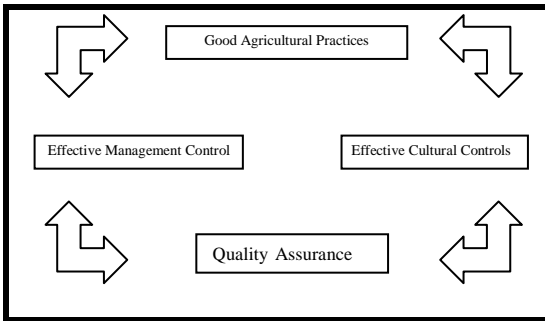 Good Agricultural Practices
Effective Management Control
Effective Cultural Controls
Quality Assurance